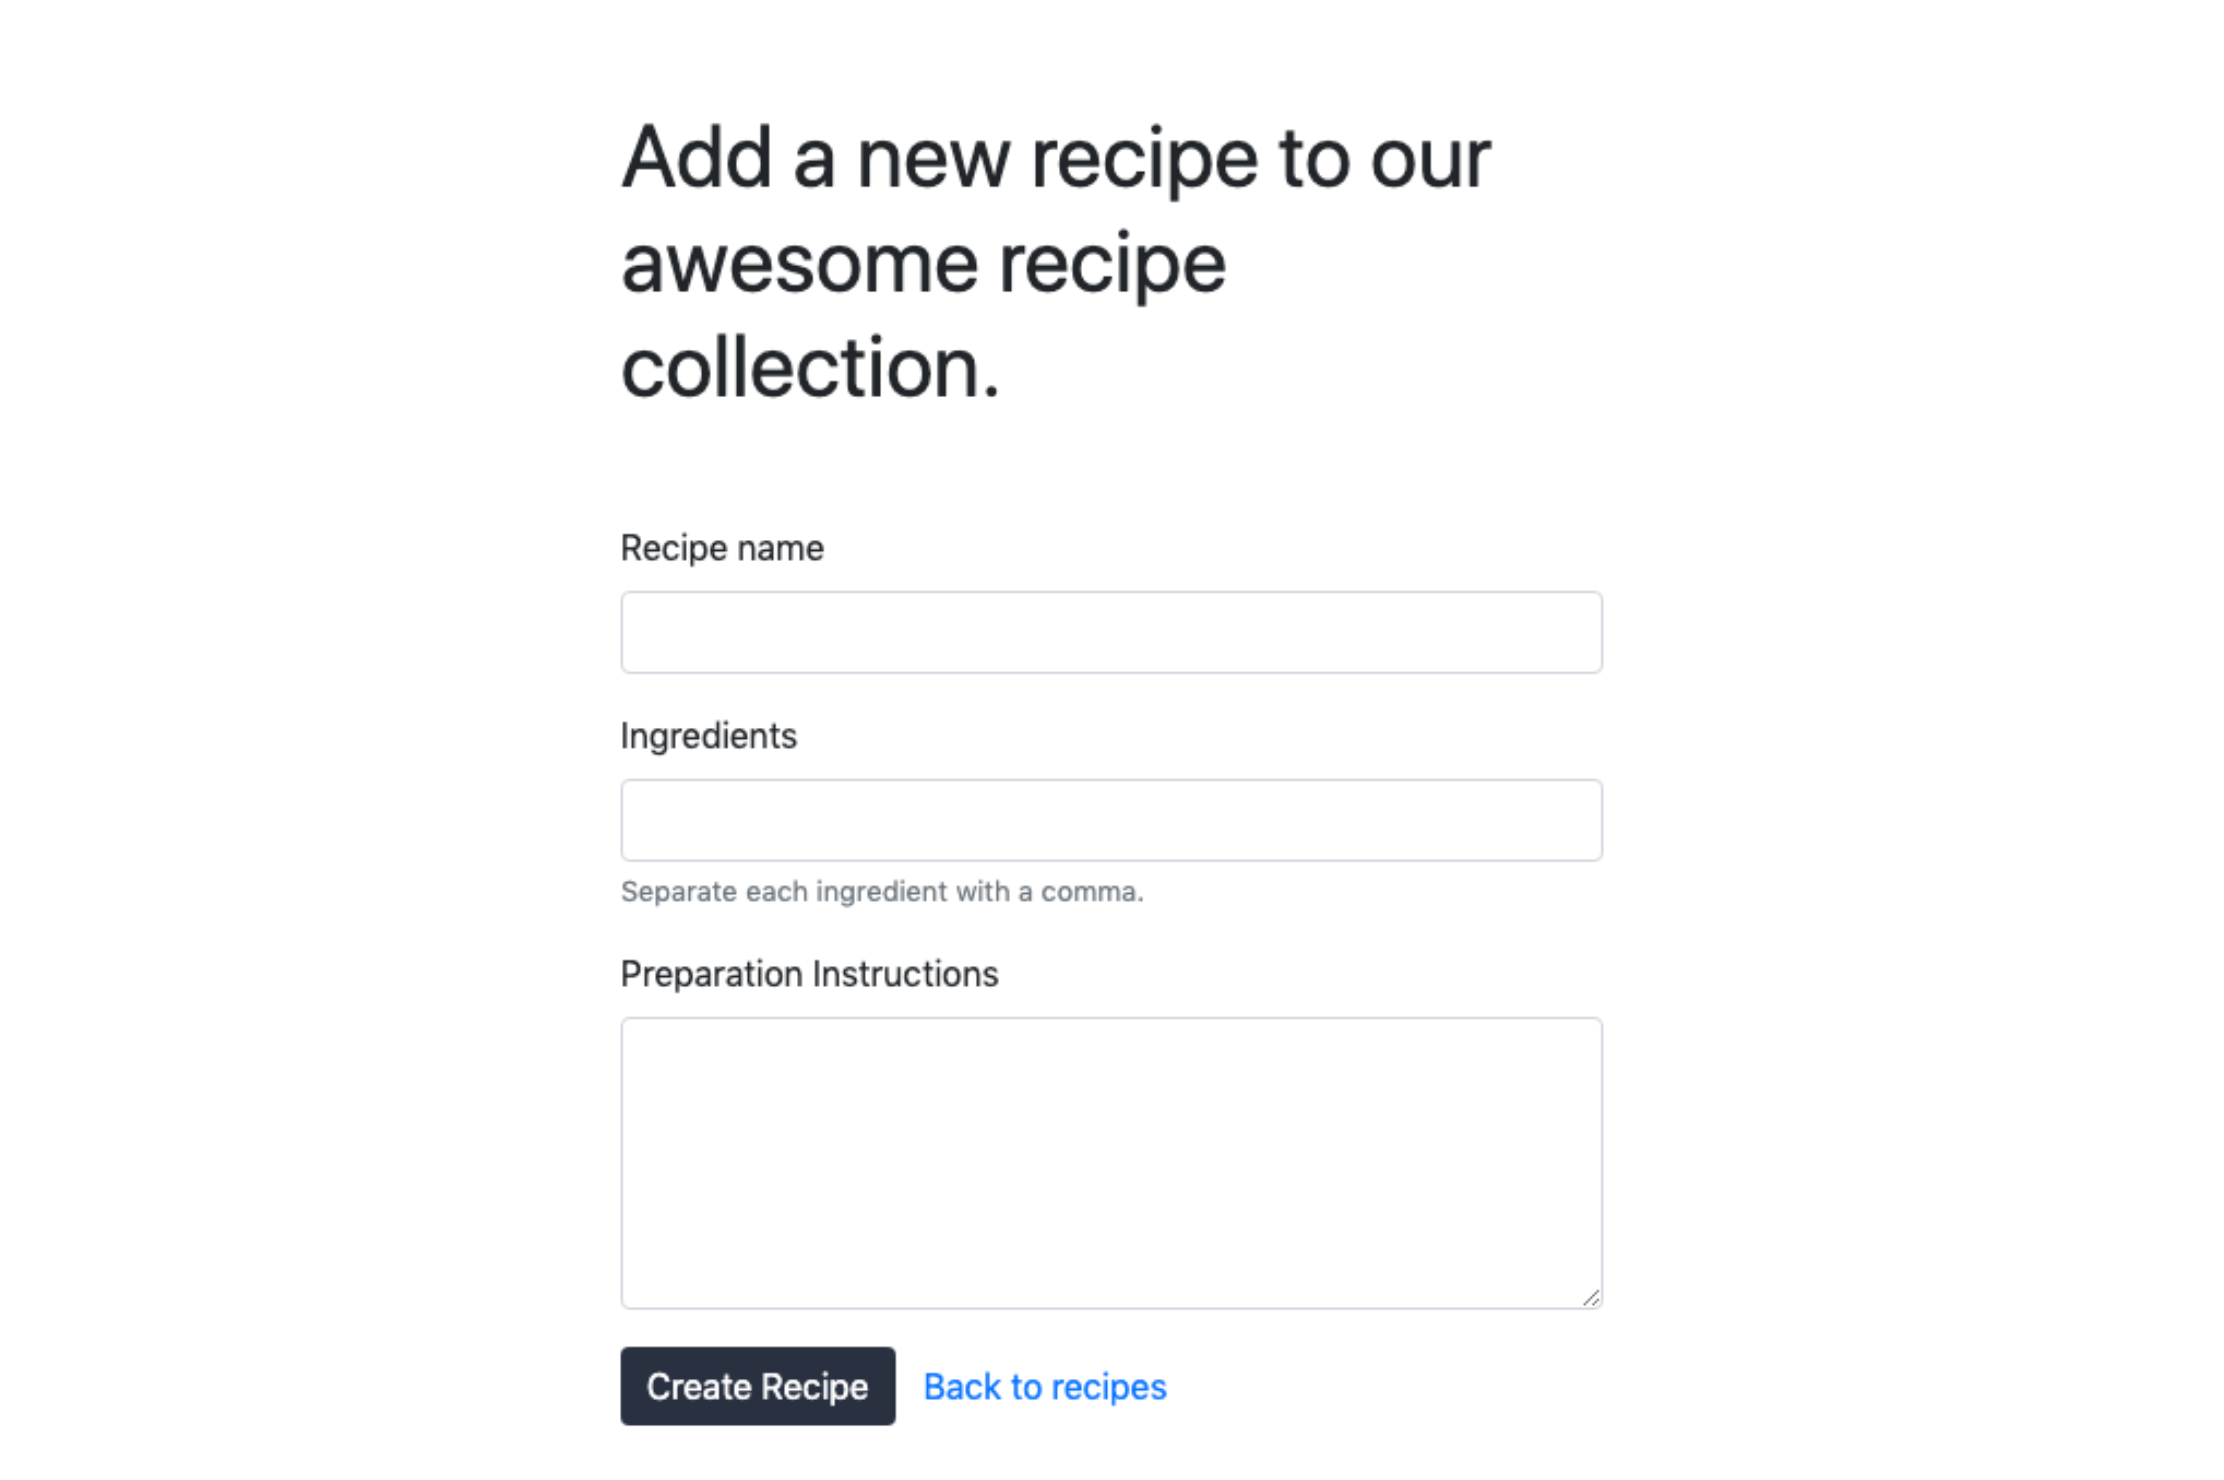 Add a new recipe to our
awesome recipe
collection.
Recipe name
Ingredients
Separate each ingredient with a comma.
Preparation Instructions
Create Recipe Back to recipes